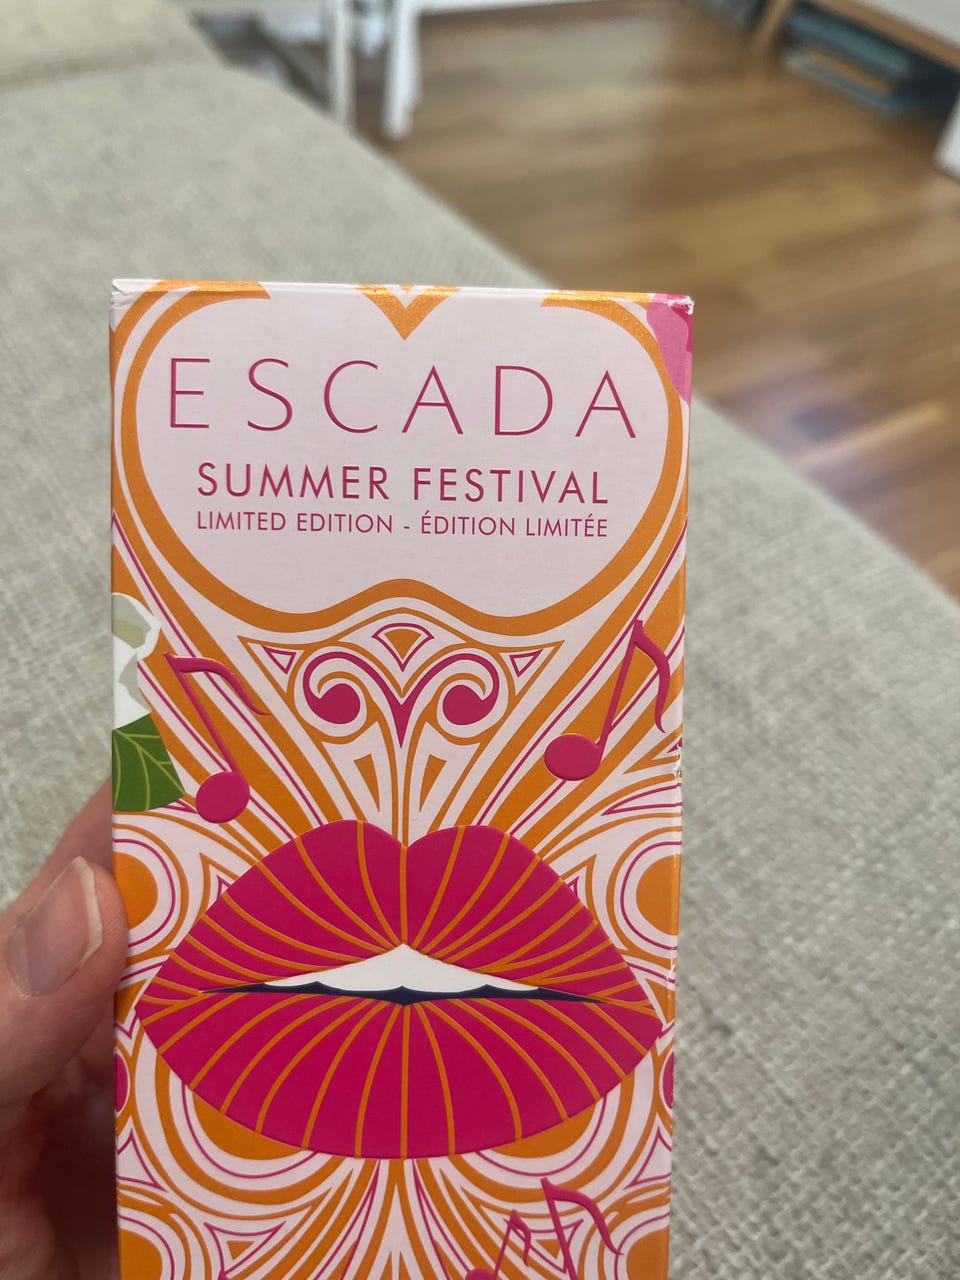 ESCADA
SUMMER FESTIVAL
LIMITED EDITION - ÉDITION LIMITÉE